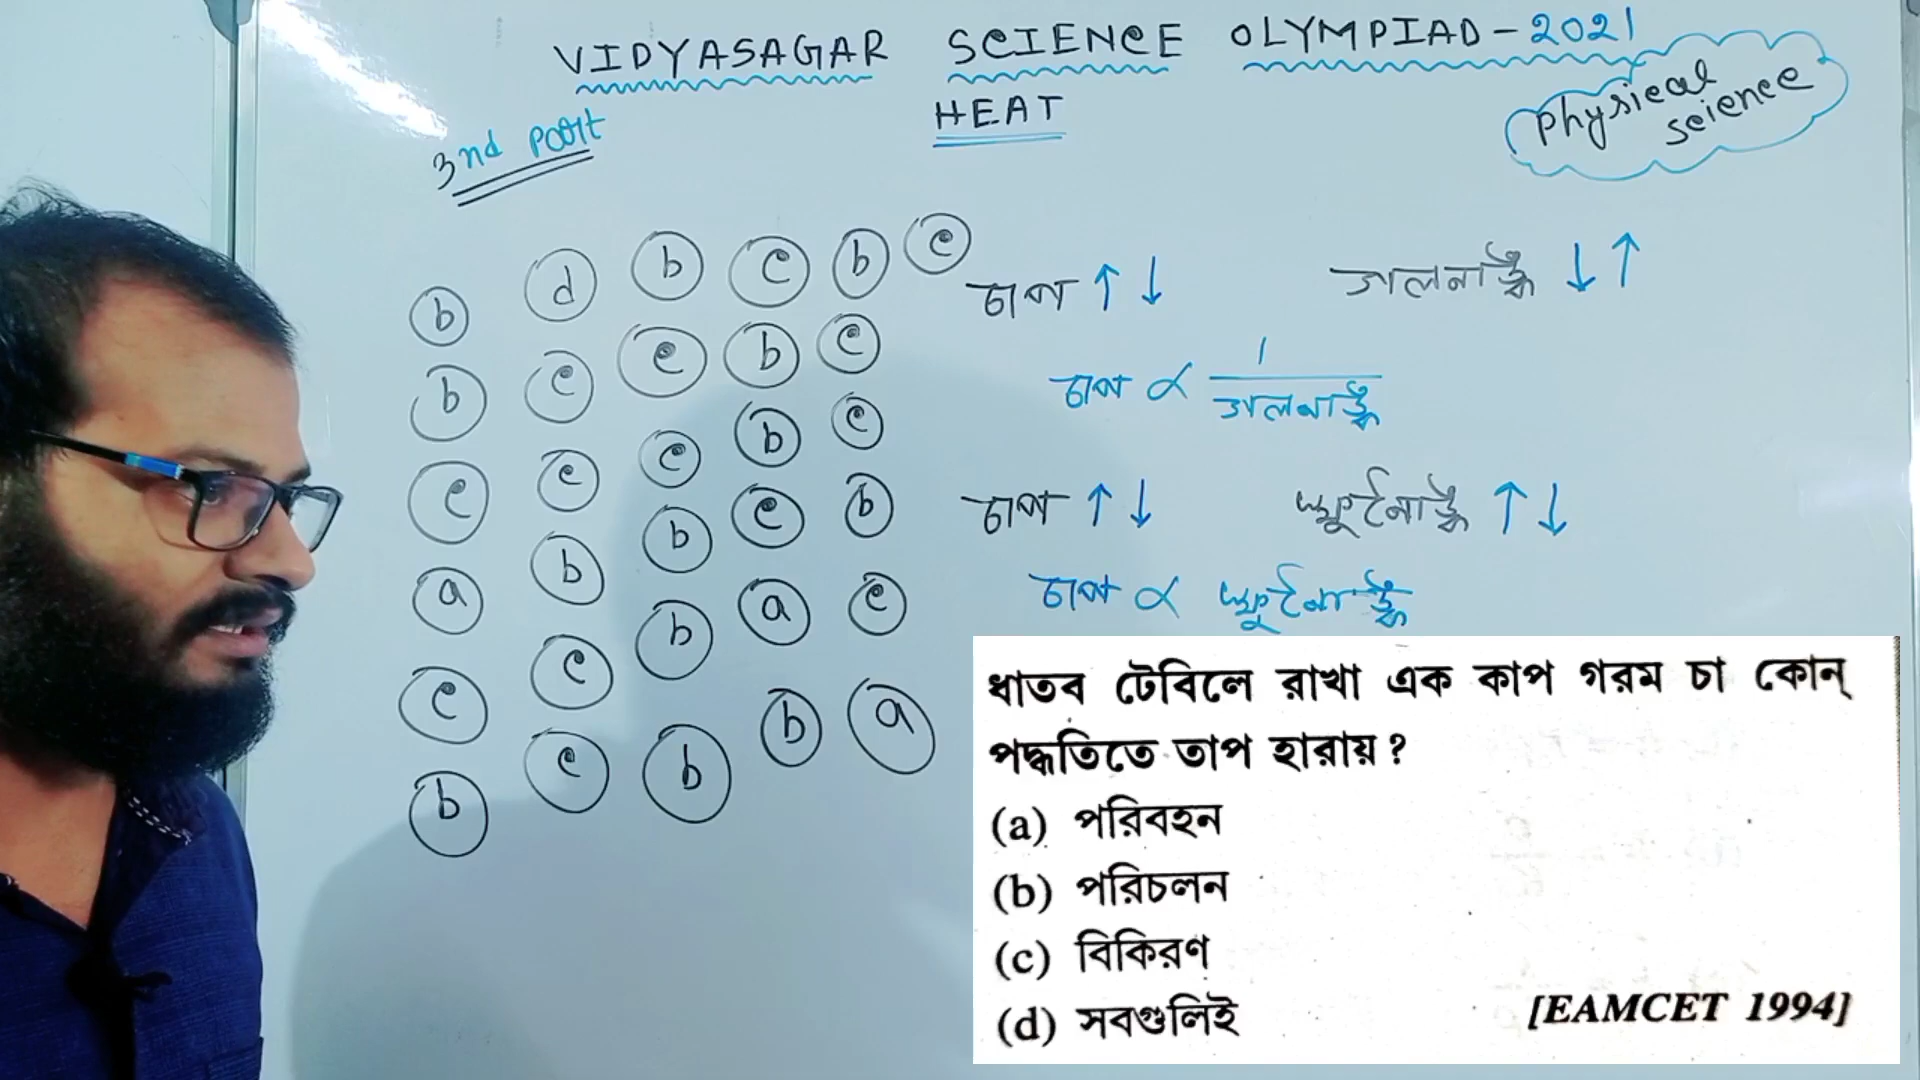 VIDYASAGAR SCIENCE OLYMPIAD-2021
HEAT
Physical science
3nd part
b d b c b c
b c c b c
c c c b c
a b b c b
c c b a c
b c b b a
চাপ ↑↓ গলনাঙ্ক ↓↑
চাপ ∝ 1/গলনাঙ্ক
চাপ ↑↓ স্ফুটনাঙ্ক ↑↓
চাপ ∝ স্ফুটনাঙ্ক
ধাতব টেবিলে রাখা এক কাপ গরম চা কোন্
পদ্ধতিতে তাপ হারায়?
(a) পরিবহন
(b) পরিচলন
(c) বিকিরণ
(d) সবগুলিই
[EAMCET 1994]